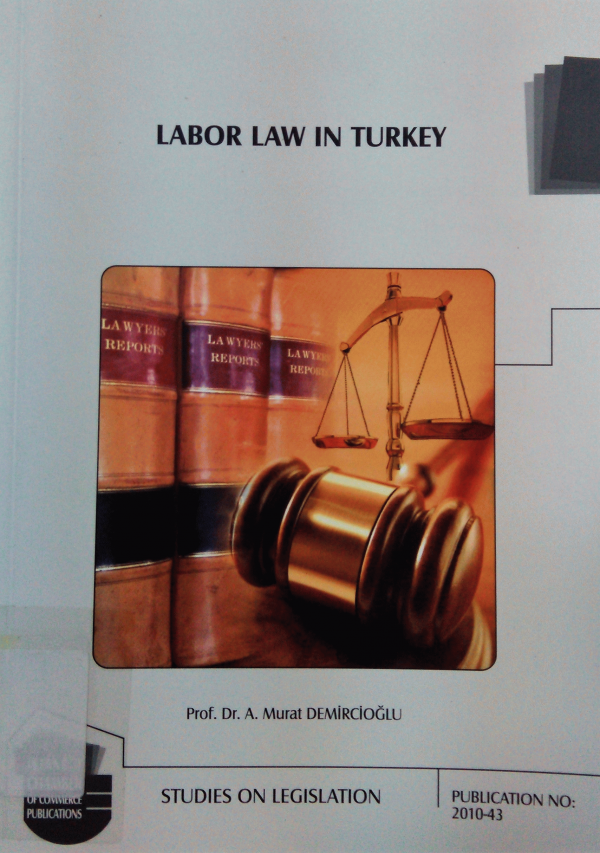 LABOR LAW IN TURKEY
LAWYERS
REPORTS
LAWYERS
REPORTS
LAWYE
REPOR
Prof. Dr. A. Murat DEMİRCİOĞLU
OF COMMERCE
PUBLICATIONS
STUDIES ON LEGISLATION
PUBLICATION NO:
2010-43